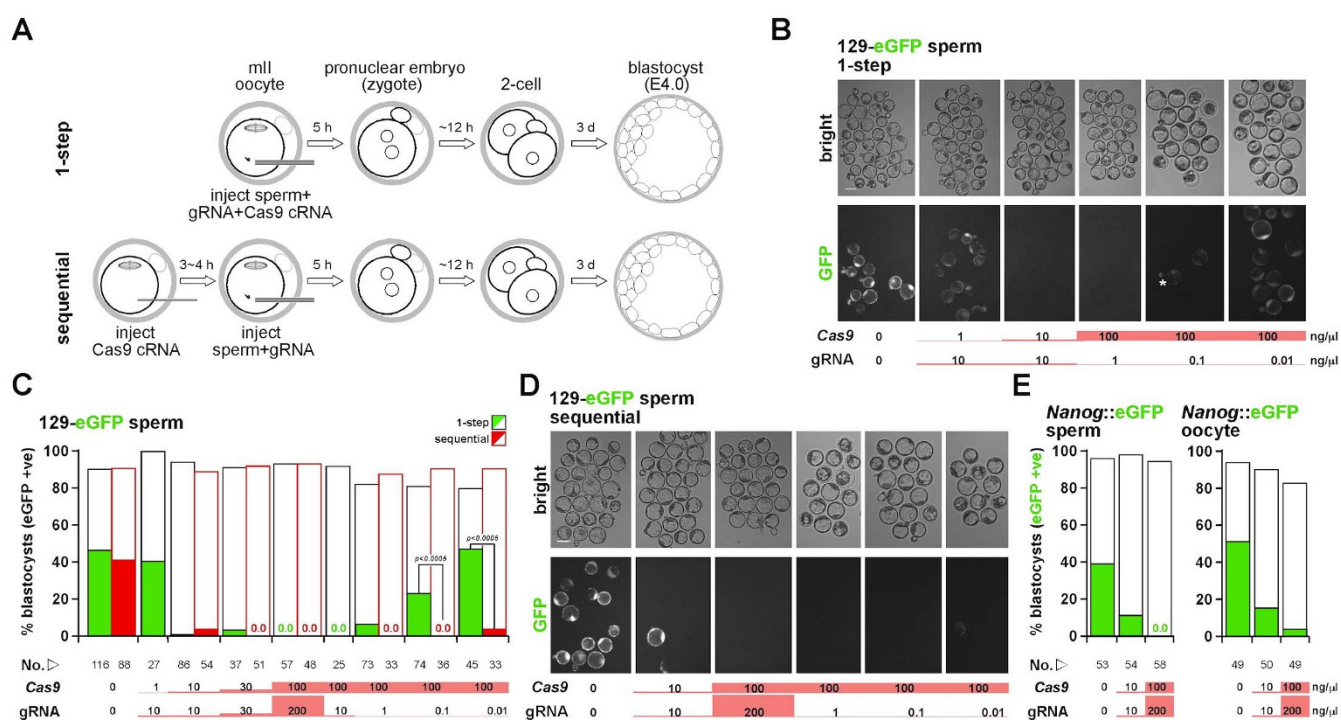 A
mII
oocyte
pronuclear embryo
(zygote)
2-cell
blastocyst
(E4.0)
1-step
5 h
~12 h
3 d
inject sperm+
gRNA+Cas9 cRNA
sequential
3~4 h
5 h
~12 h
3 d
inject
Cas9 cRNA
inject
sperm+gRNA
B
129-eGFP sperm
1-step
bright
GFP
*
Cas9 0 1 10 100 100 100 ng/µl
gRNA 0 10 10 1 0.1 0.01 ng/µl
C
129-eGFP sperm
1-step
sequential
% blastocysts (eGFP +ve)
100
80
60
40
20
0
p<0.0005
p<0.0005
0.0 0.0 0.0 0.0 0.0 0.0
No. ▷ 116 88 27 86 54 37 51 57 48 25 73 33 74 36 45 33
Cas9 0 1 10 30 100 100 100 100 100
gRNA 0 10 10 30 200 10 1 0.1 0.01
D
129-eGFP sperm
sequential
bright
GFP
Cas9 0 10 100 100 100 100
gRNA 0 10 200 1 0.1 0.01
E
Nanog::eGFP
sperm
Nanog::eGFP
oocyte
% blastocysts (eGFP +ve)
100
80
60
40
20
0
0.0
100
80
60
40
20
0
No. ▷ 53 54 58 49 50 49
Cas9 0 10 100 0 10 100 ng/µl
gRNA 0 10 200 0 10 200 ng/µl